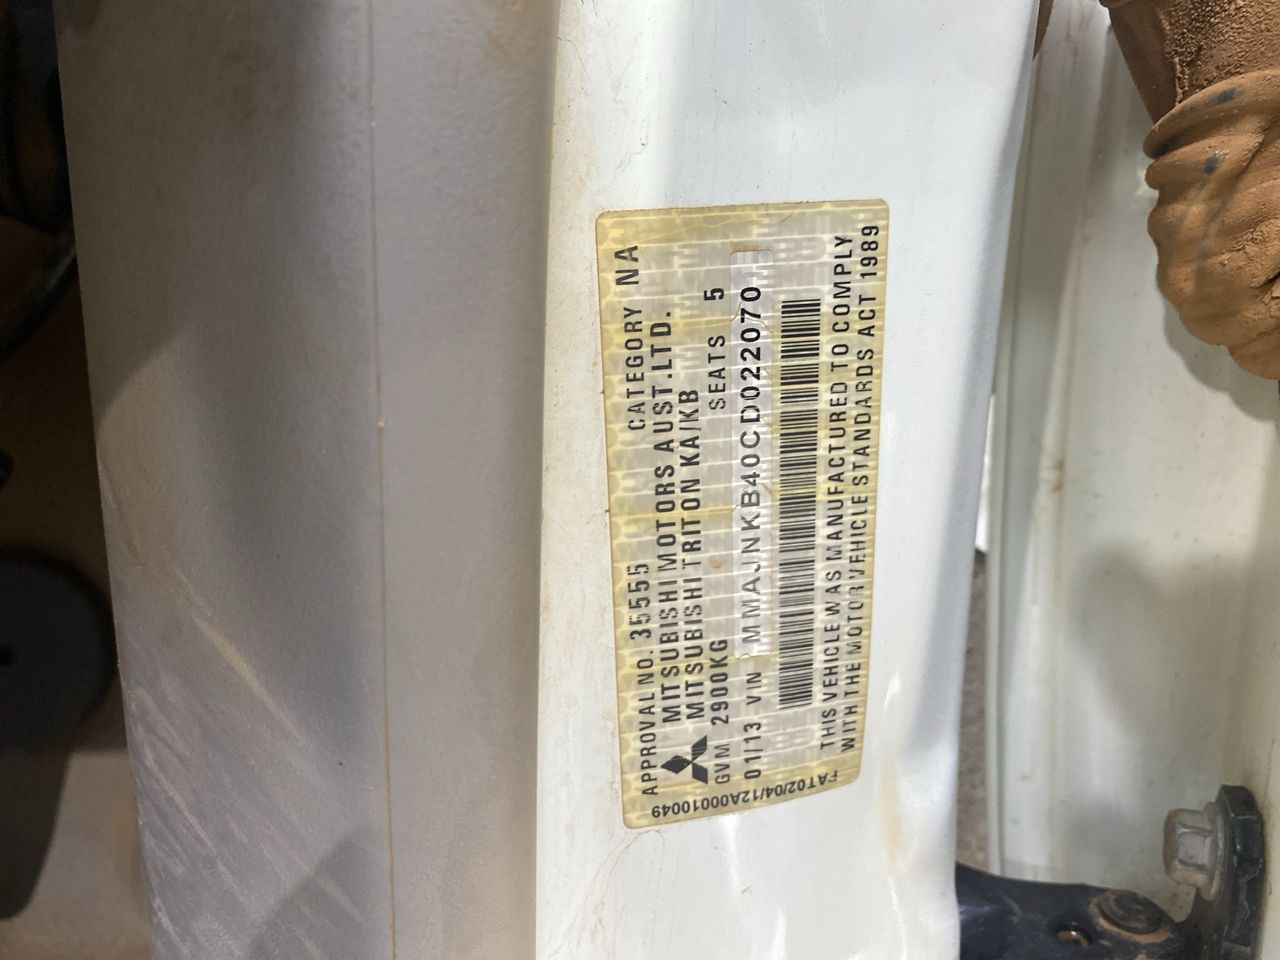 APPROVAL NO. 35555 CATEGORY NA
MITSUBISHI MOTORS AUST.LTD.
MITSUBISHI TRITON KA/KB
GVM 2900KG SEATS 5
01/13 VIN MMAJNKB40CD022070
THIS VEHICLE WAS MANUFACTURED TO COMPLY
WITH THE MOTOR VEHICLE STANDARDS ACT 1989
FAT02/04/12A00010049